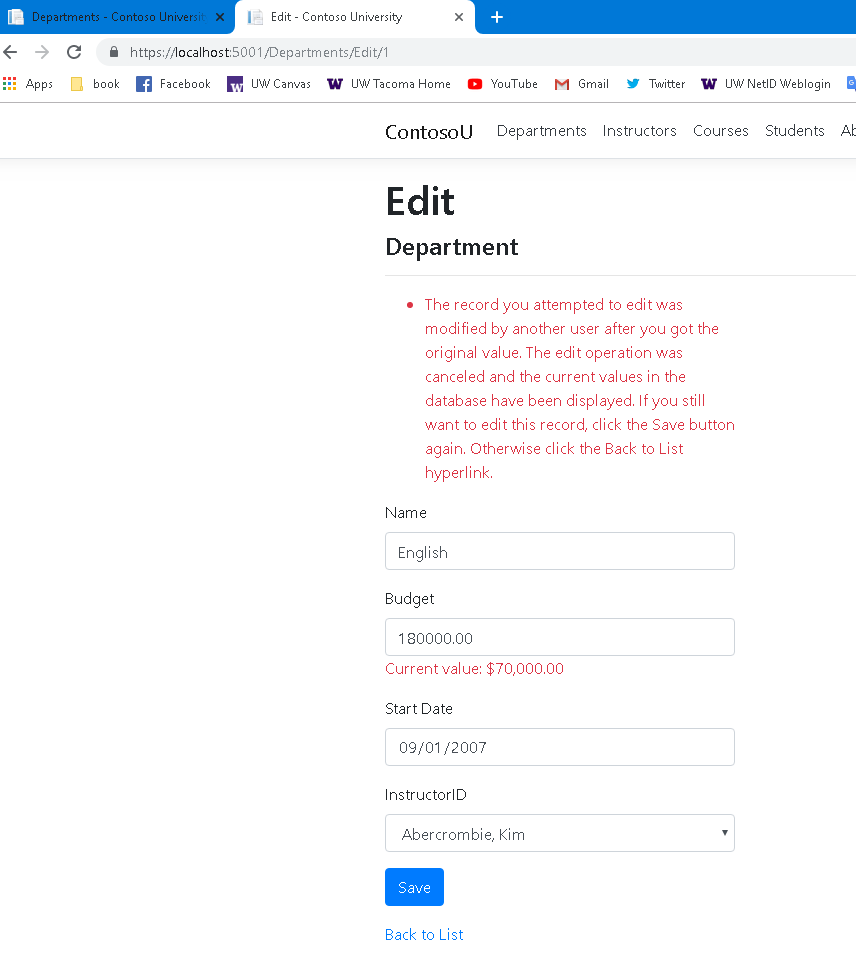 Departments - Contoso Universit
Edit - Contoso University
https://localhost:5001/Departments/Edit/1
Apps book Facebook UW Canvas UW Tacoma Home YouTube Gmail Twitter UW NetID Weblogin
ContosoU Departments Instructors Courses Students Ab
Edit
Department
The record you attempted to edit was
modified by another user after you got the
original value. The edit operation was
canceled and the current values in the
database have been displayed. If you still
want to edit this record, click the Save button
again. Otherwise click the Back to List
hyperlink.
Name
English
Budget
180000.00
Current value: $70,000.00
Start Date
09/01/2007
InstructorID
Abercrombie, Kim
Save
Back to List